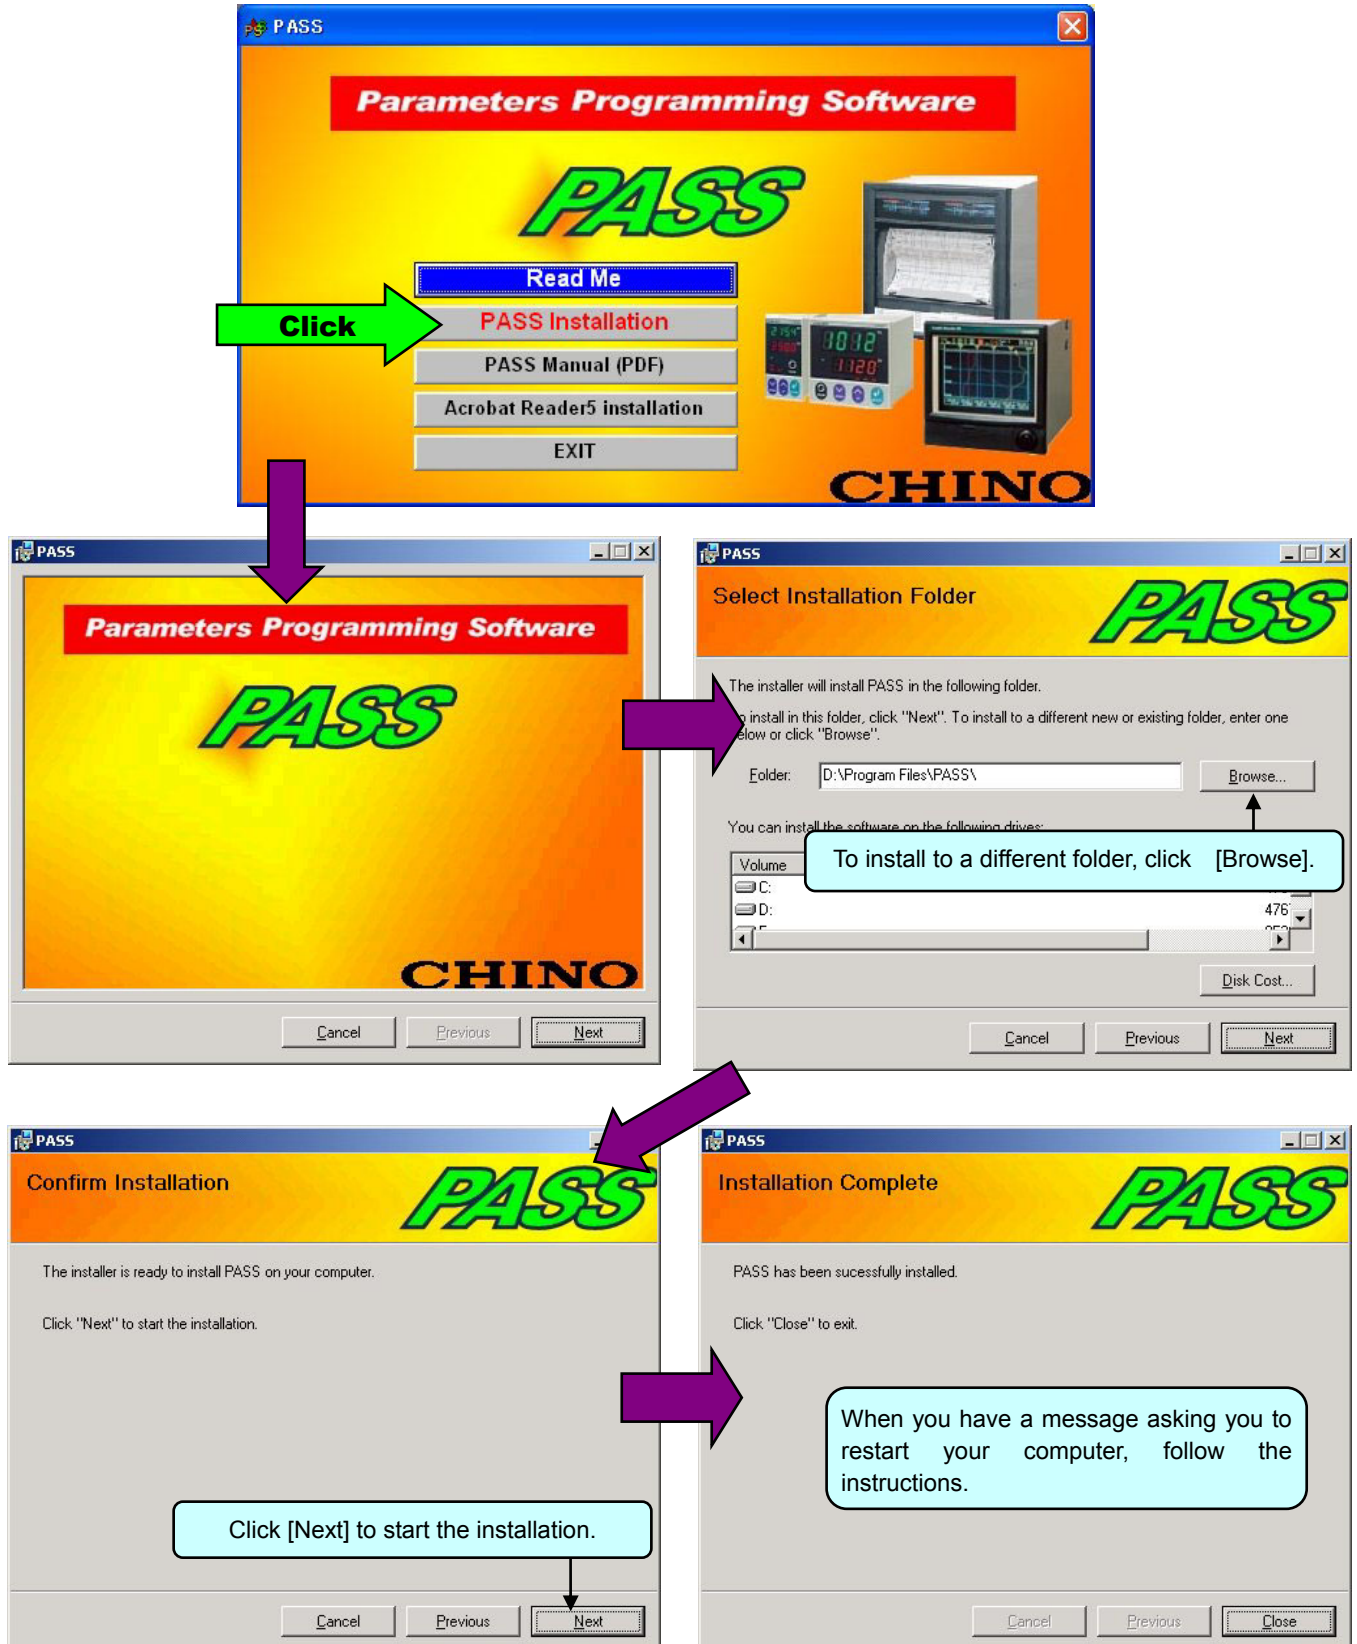 PASS
Parameters Programming Software
PASS
Read Me
Click
PASS Installation
PASS Manual (PDF)
Acrobat Reader5 installation
EXIT
CHINO
1012
1120
PASS
Parameters Programming Software
PASS
CHINO
Cancel
Previous
Next
PASS
Select Installation Folder
PASS
The installer will install PASS in the following folder.
install in this folder, click "Next". To install to a different new or existing folder, enter one
below or click "Browse".
Folder:
D:\Program Files\PASS\
Browse...
You can install the software on the following drives:
To install to a different folder, click [Browse].
Volume
C:
D:
476
Disk Cost...
Cancel
Previous
Next
PASS
Confirm Installation
PASS
The installer is ready to install PASS on your computer.
Click "Next" to start the installation.
Click [Next] to start the installation.
Cancel
Previous
Next
PASS
Installation Complete
PASS
PASS has been sucessfully installed.
Click "Close" to exit.
When you have a message asking you to
restart your computer, follow the
instructions.
Cancel
Previous
Close